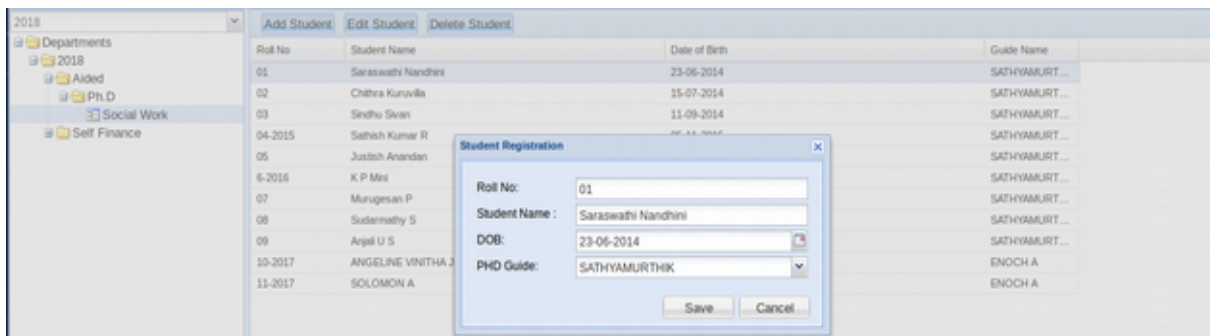 2018
Departments
2018
Aided
Ph.D
Social Work
Self Finance
Add Student Edit Student Delete Student
Roll No Student Name Date of Birth Guide Name
01 Saraswathi Nandhini 23-06-2014 SATHYAMURT...
02 Chithra Kuruvilla 15-07-2014 SATHYAMURT...
03 Sindhu Sivan 11-09-2014 SATHYAMURT...
04-2015 Sathish Kumar R SATHYAMURT...
05 Justish Anandan SATHYAMURT...
6-2016 K P Mini SATHYAMURT...
07 Murugesan P SATHYAMURT...
08 Sudarmathy S SATHYAMURT...
09 Anjali U S SATHYAMURT...
10-2017 ANGELINE VINITHA J ENOCH A
11-2017 SOLOMON A ENOCH A
Student Registration
Roll No: 01
Student Name : Saraswathi Nandhini
DOB: 23-06-2014
PHD Guide: SATHYAMURTHIK
Save Cancel